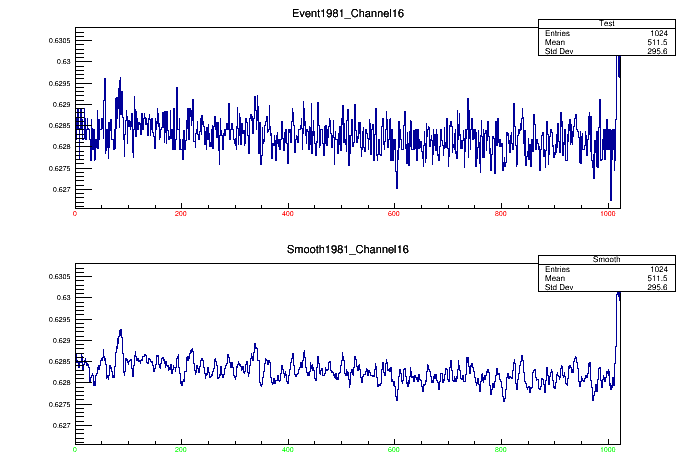 Event1981_Channel16
Test
Entries 1024
Mean 511.5
Std Dev 295.6
0.6305
0.63
0.6295
0.629
0.6285
0.628
0.6275
0.627
0 200 400 600 800 1000
Smooth1981_Channel16
Smooth
Entries 1024
Mean 511.5
Std Dev 295.6
0.6305
0.63
0.6295
0.629
0.6285
0.628
0.6275
0.627
0 200 400 600 800 1000